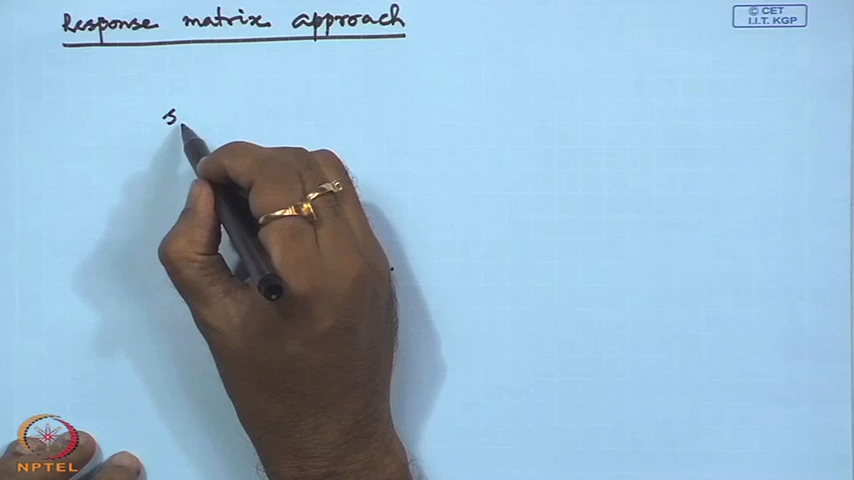 Response matrix approach
© CET
I.I.T. KGP
s
NPTEL